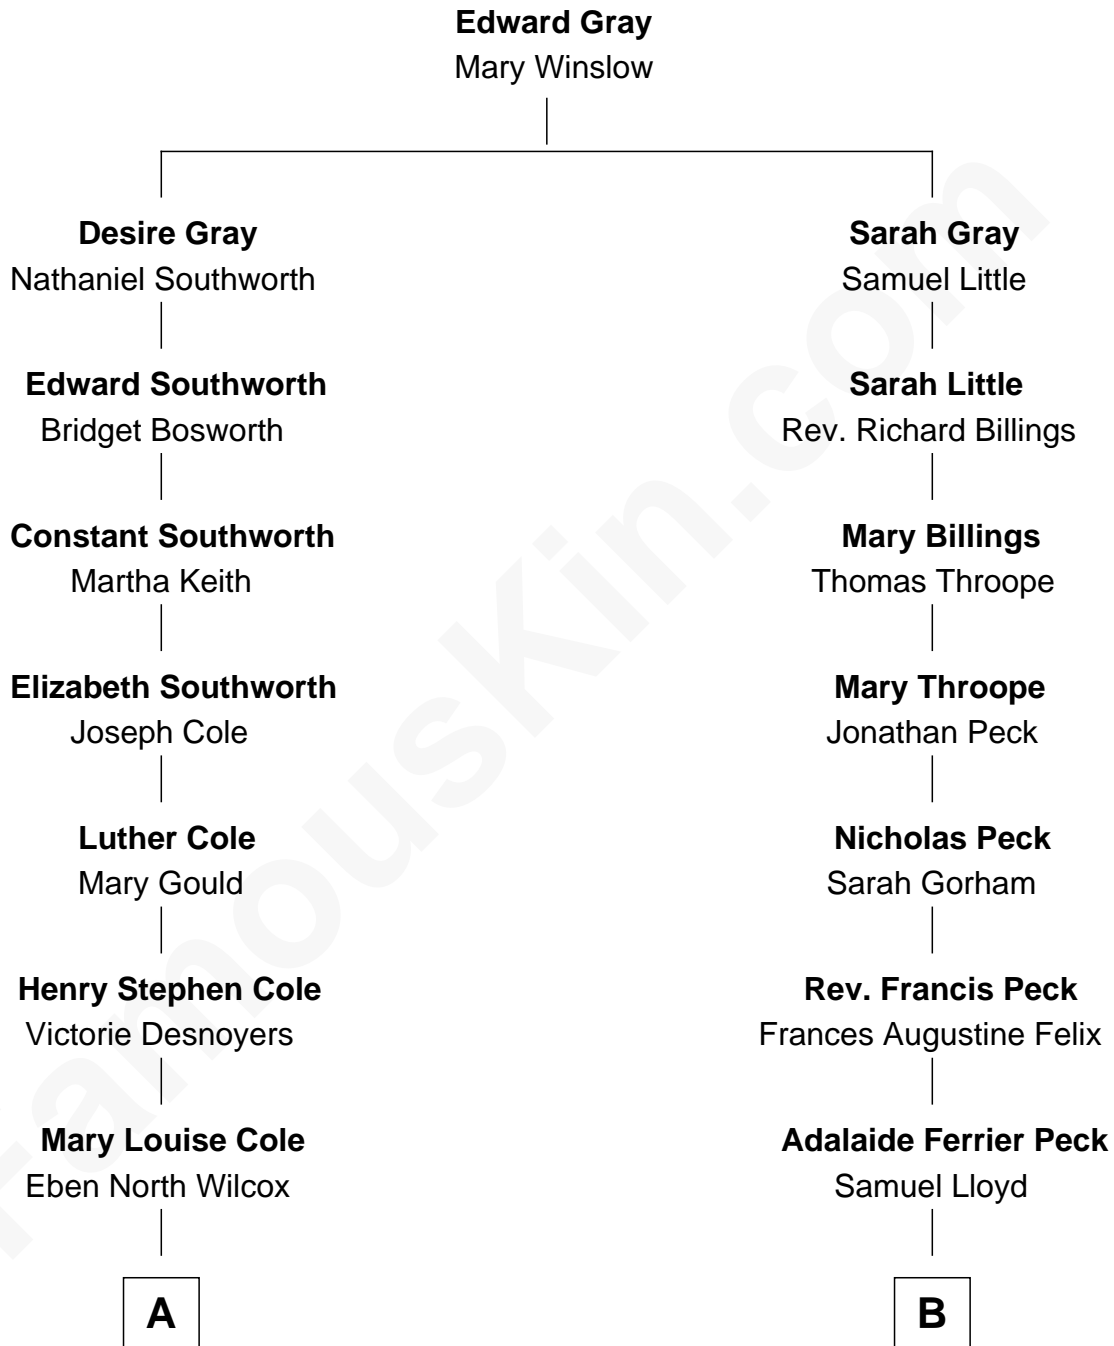 Edward Gray
Mary Winslow
Desire Gray
Nathaniel Southworth
Sarah Gray
Samuel Little
Edward Southworth
Bridget Bosworth
Sarah Little
Rev. Richard Billings
Constant Southworth
Martha Keith
Mary Billings
Thomas Throope
Elizabeth Southworth
Joseph Cole
Mary Throope
Jonathan Peck
Luther Cole
Mary Gould
Nicholas Peck
Sarah Gorham
Henry Stephen Cole
Victorie Desnoyers
Rev. Francis Peck
Frances Augustine Felix
Mary Louise Cole
Eben North Wilcox
Adalaide Ferrier Peck
Samuel Lloyd
A
B
FamousKin.com